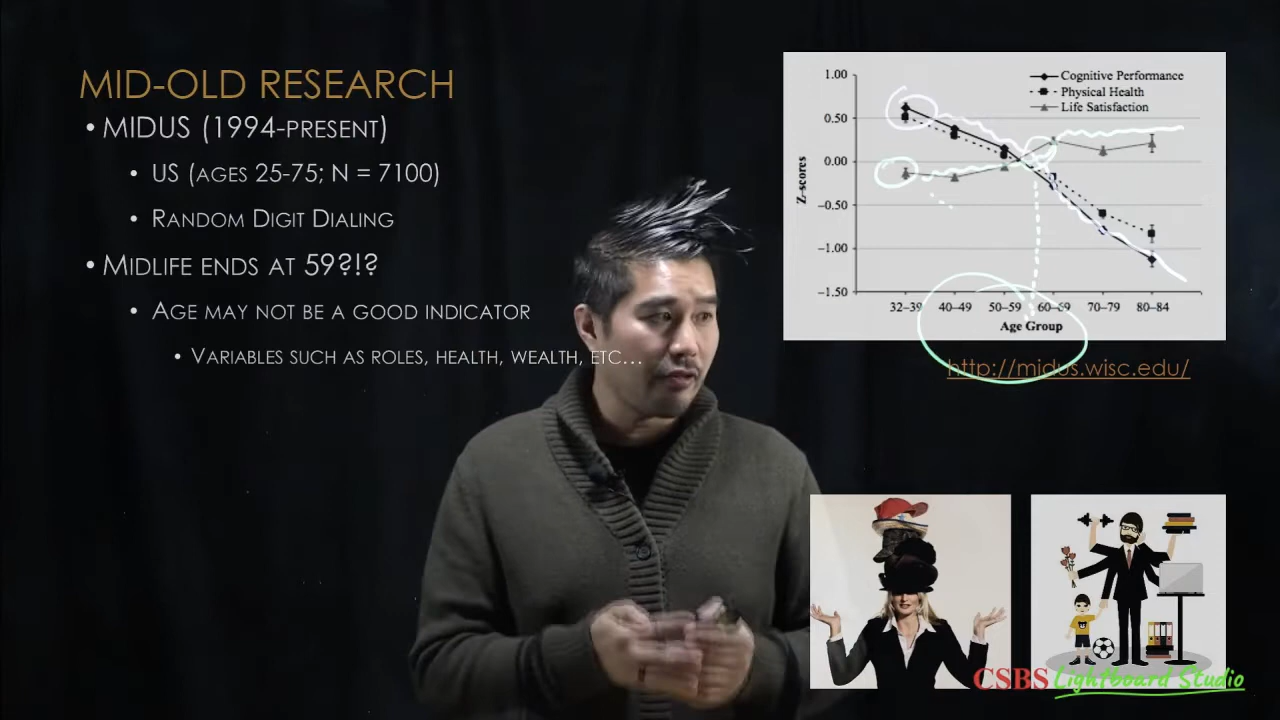 MID-OLD RESEARCH
• MIDUS (1994-PRESENT)
• US (AGES 25-75; N = 7100)
• RANDOM DIGIT DIALING
• MIDLIFE ENDS AT 59?!?
• AGE MAY NOT BE A GOOD INDICATOR
• VARIABLES SUCH AS ROLES, HEALTH, WEALTH, ETC...
Cognitive Performance
Physical Health
Life Satisfaction
1.00
0.50
0.00
−0.50
−1.00
−1.50
Z-scores
32–39 40–49 50–59 60–69 70–79 80–84
Age Group
http://midus.wisc.edu/
CSBS Lightboard Studio